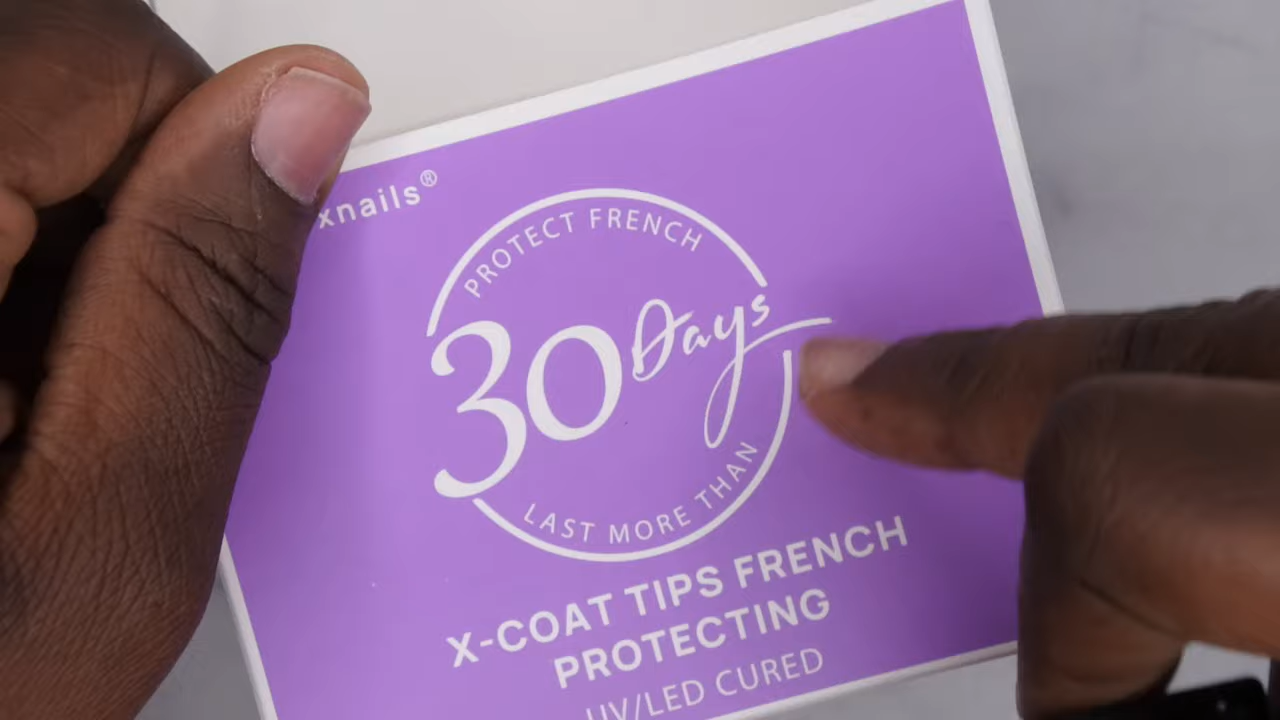 xnails®
PROTECT FRENCH
30 Days
LAST MORE THAN
X-COAT TIPS FRENCH
PROTECTING
UV/LED CURED